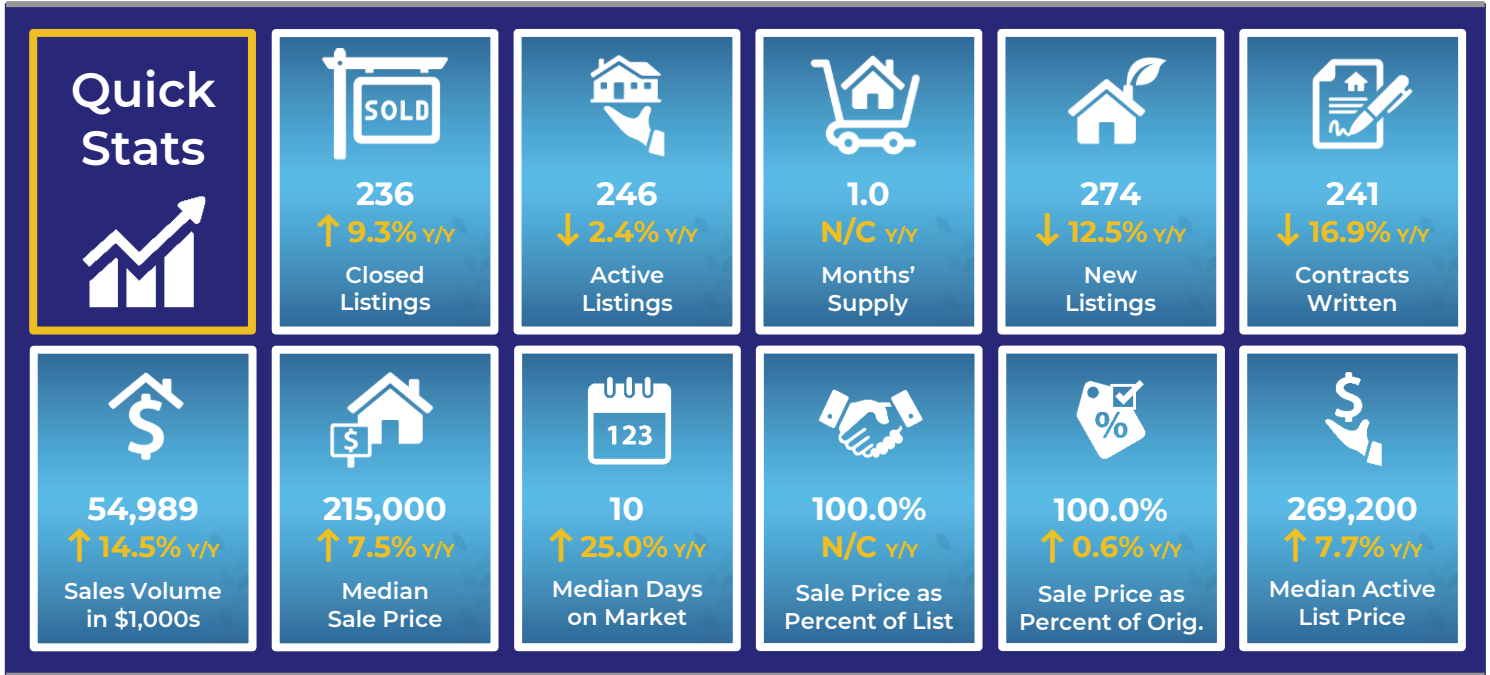 Quick
Stats
SOLD
236
↑ 9.3% Y/Y
Closed
Listings
246
↓ 2.4% Y/Y
Active
Listings
1.0
N/C Y/Y
Months’
Supply
274
↓ 12.5% Y/Y
New
Listings
241
↓ 16.9% Y/Y
Contracts
Written
$
54,989
↑ 14.5% Y/Y
Sales Volume
in $1,000s
$
215,000
↑ 7.5% Y/Y
Median
Sale Price
123
10
↑ 25.0% Y/Y
Median Days
on Market
100.0%
N/C Y/Y
Sale Price as
Percent of List
%
100.0%
↑ 0.6% Y/Y
Sale Price as
Percent of Orig.
$
269,200
↑ 7.7% Y/Y
Median Active
List Price